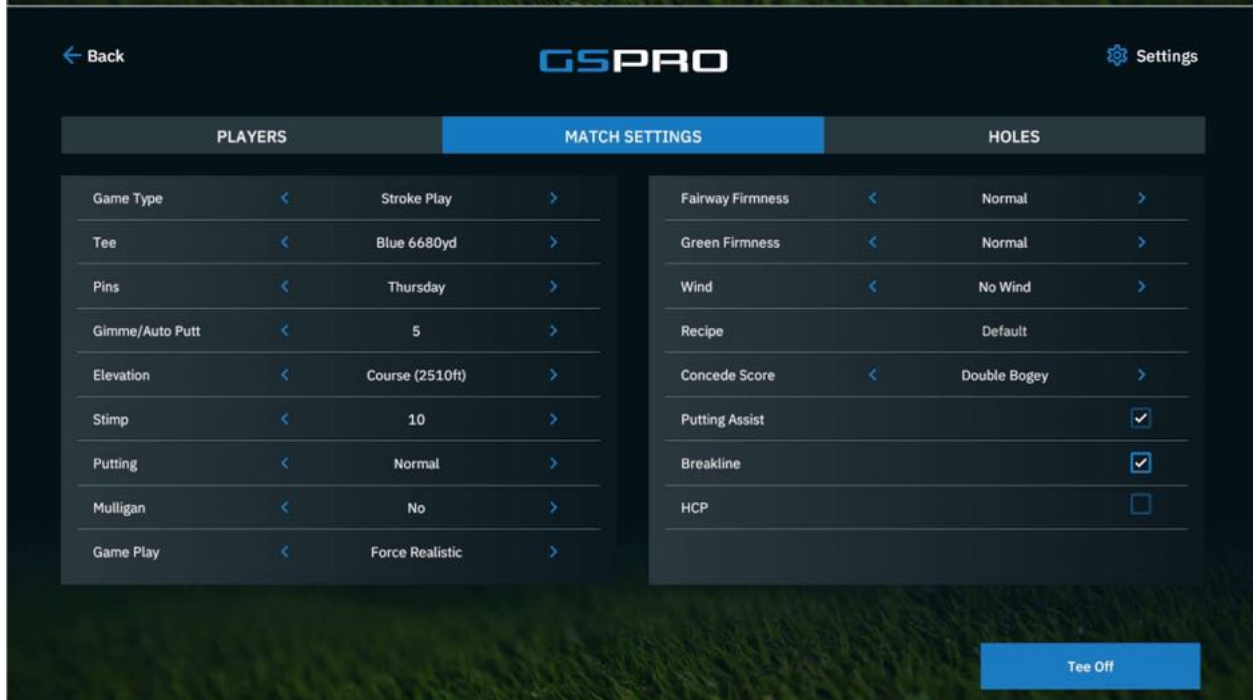 Back
GSPRO
Settings
PLAYERS
MATCH SETTINGS
HOLES
Game Type < Stroke Play >
Tee < Blue 6680yd >
Pins < Thursday >
Gimme/Auto Putt < 5 >
Elevation < Course (2510ft) >
Stimp < 10 >
Putting < Normal >
Mulligan < No >
Game Play < Force Realistic >
Fairway Firmness < Normal >
Green Firmness < Normal >
Wind < No Wind >
Recipe Default
Concede Score < Double Bogey >
Putting Assist
Breakline
HCP
Tee Off